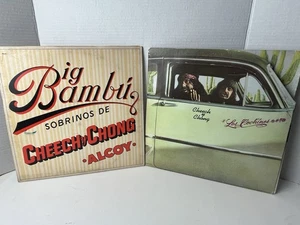 Big
Bambú
SOBRINOS DE
CHEECH y CHONG
• ALCOY •
Cheech
y Chong
Los Cochinos